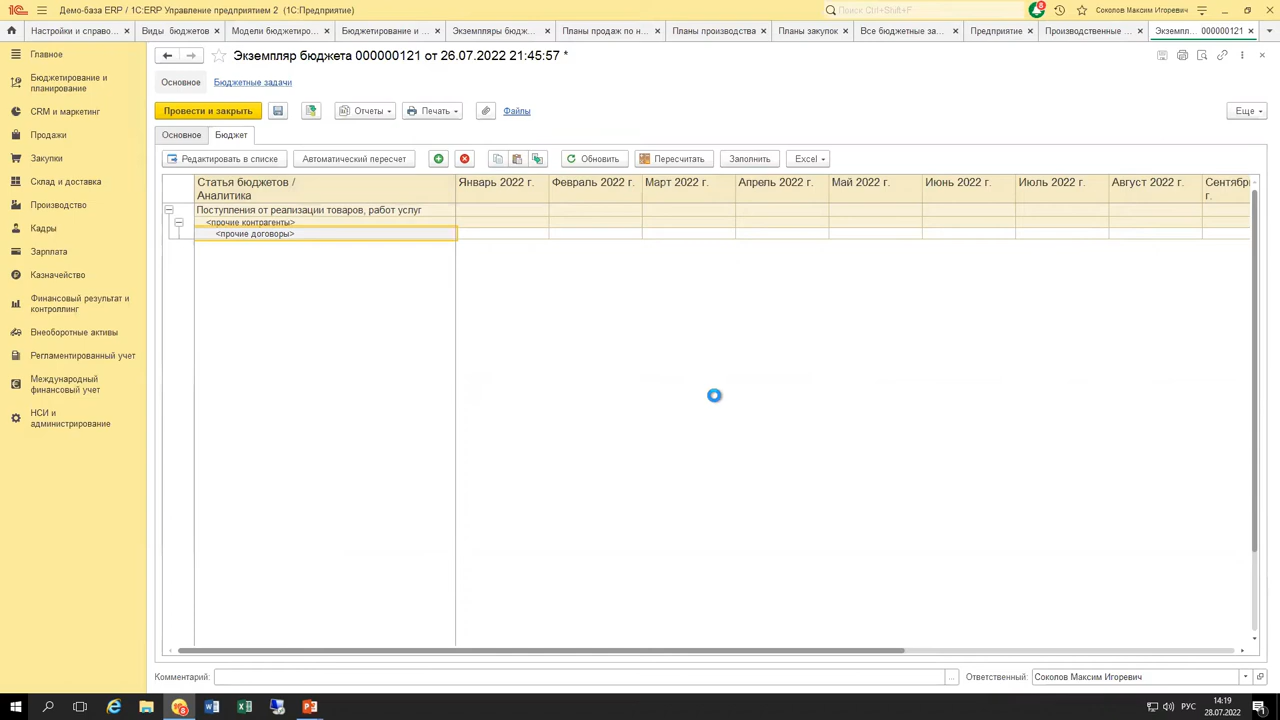 Демо-база ERP / 1С:ERP Управление предприятием 2 (1С:Предприятие)
Поиск Ctrl+Shift+F
8
Соколов Максим Игоревич
Настройки и справо...
Виды бюджетов
Модели бюджетиро...
Бюджетирование и ...
Экземпляры бюдж...
Планы продаж по н...
Планы производства
Планы закупок
Все бюджетные за...
Предприятие
Производственные ...
Экземпл... 000000121
Главное
Бюджетирование и
планирование
CRM и маркетинг
Продажи
Закупки
Склад и доставка
Производство
Кадры
Зарплата
Казначейство
Финансовый результат и
контроллинг
Внеоборотные активы
Регламентированный учет
Международный
финансовый учет
НСИ и
администрирование
Экземпляр бюджета 000000121 от 26.07.2022 21:45:57 *
Основное
Бюджетные задачи
Провести и закрыть
Отчеты
Печать
Файлы
Еще
Основное
Бюджет
Редактировать в списке
Автоматический пересчет
Обновить
Пересчитать
Заполнить
Excel
Статья бюджетов /
Аналитика
Январь 2022 г.
Февраль 2022 г.
Март 2022 г.
Апрель 2022 г.
Май 2022 г.
Июнь 2022 г.
Июль 2022 г.
Август 2022 г.
Сентябр
г.
Поступления от реализации товаров, работ услуг
<прочие контрагенты>
<прочие договоры>
Комментарий:
...
Ответственный:
Соколов Максим Игоревич
РУС
14:19
28.07.2022